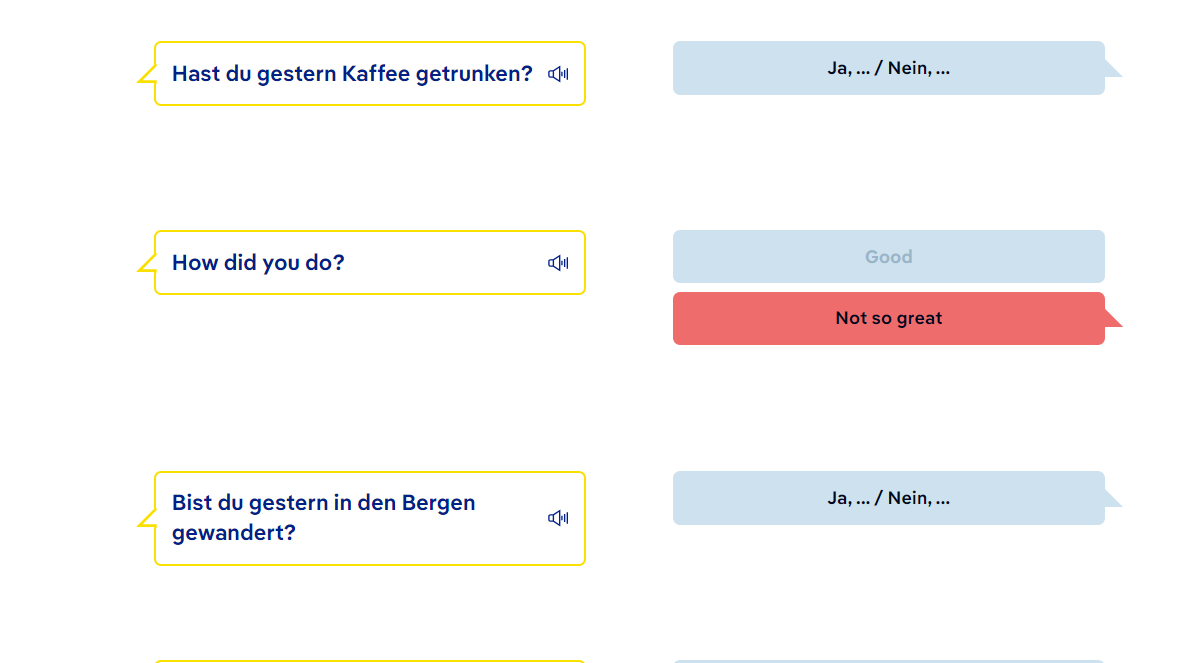 Hast du gestern Kaffee getrunken?
Ja, ... / Nein, ...
How did you do?
Good
Not so great
Bist du gestern in den Bergen
gewandert?
Ja, ... / Nein, ...